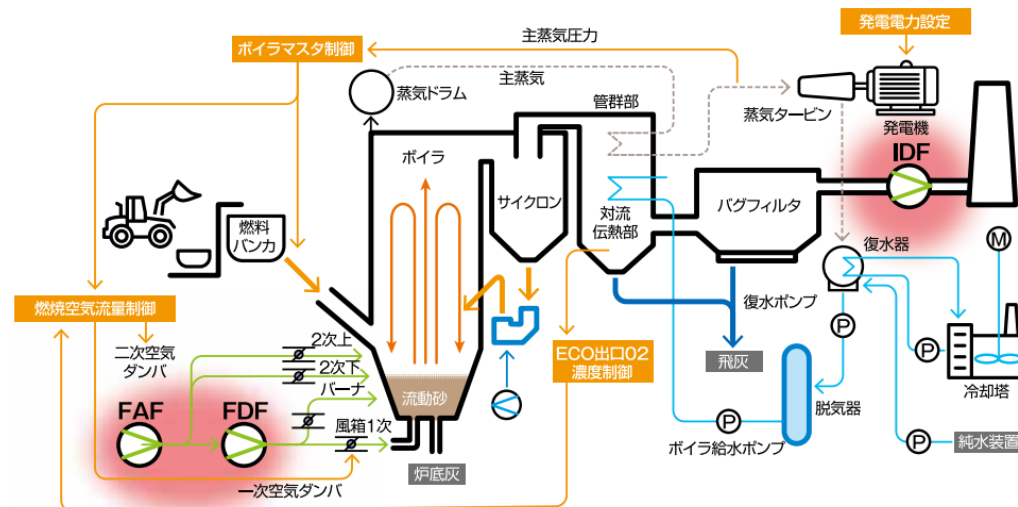 発電電力設定
主蒸気圧力
ボイラマスタ制御
主蒸気
蒸気ドラム
管群部
蒸気タービン
発電機
IDF
ボイラ
サイクロン
対流
伝熱部
バグフィルタ
燃料
バンカ
復水器
M
燃焼空気流量制御
復水ポンプ
P
P
二次空気
ダンパ
2次上
2次下
バーナ
ECO出口O2
濃度制御
飛灰
冷却塔
流動砂
脱気器
FAF
FDF
風箱1次
P
ボイラ給水ポンプ
P
純水装置
炉底灰
一次空気ダンパ